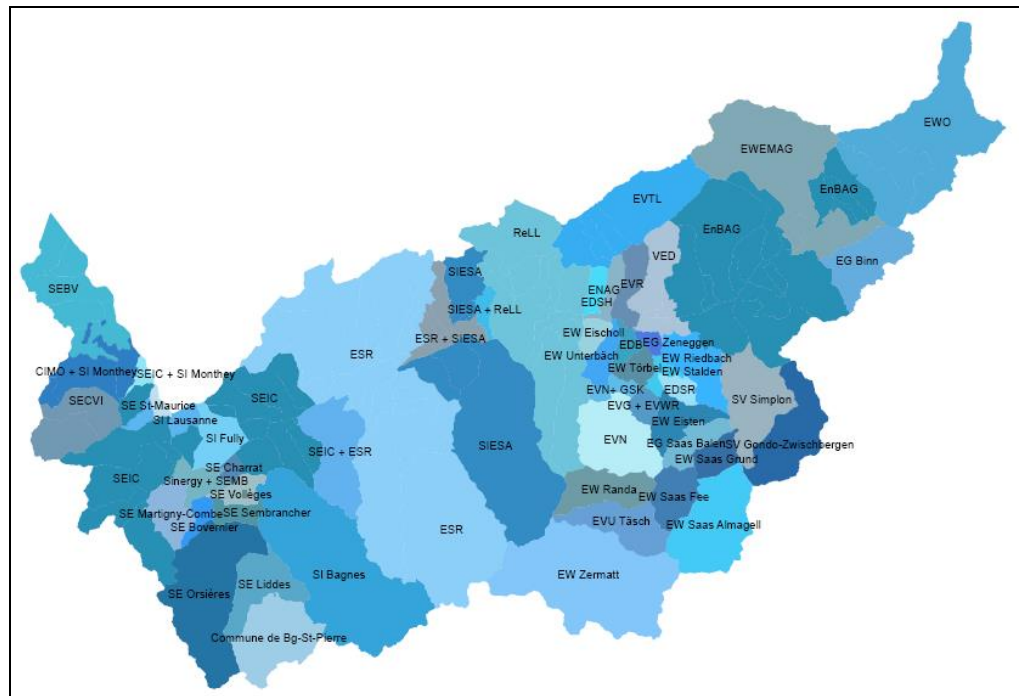 EWO
EWEMAG
EnBAG
EVTL
EnBAG
ReLL
VED
EG Binn
SIESA
ENAG
EVR
SEBV
EDSH
SIESA + ReLL
EW Eischoll
ESR + SIESA
EDB
EG Zeneggen
ESR
EW Unterbäch
EW Riedbach
EW Törbel
EW Stalden
CIMO + SI Monthey
SEIC + SI Monthey
EVN+ GSK
EDSR
SECVI
SEIC
SV Simplon
SE St-Maurice
EVG + EVWR
SI Lausanne
EW Eisten
SI Fully
EVN
EG Saas Balen
SV Gondo-Zwischbergen
SIESA
SEIC + ESR
EW Saas Grund
SE Charrat
SEIC
Sinergy + SEMB
EW Randa
SE Vollèges
EW Saas Fee
SE Martigny-Combe
SE Sembrancher
EVU Täsch
EW Saas Almagell
SE Bovernier
ESR
SI Bagnes
EW Zermatt
SE Liddes
SE Orsières
Commune de Bg-St-Pierre